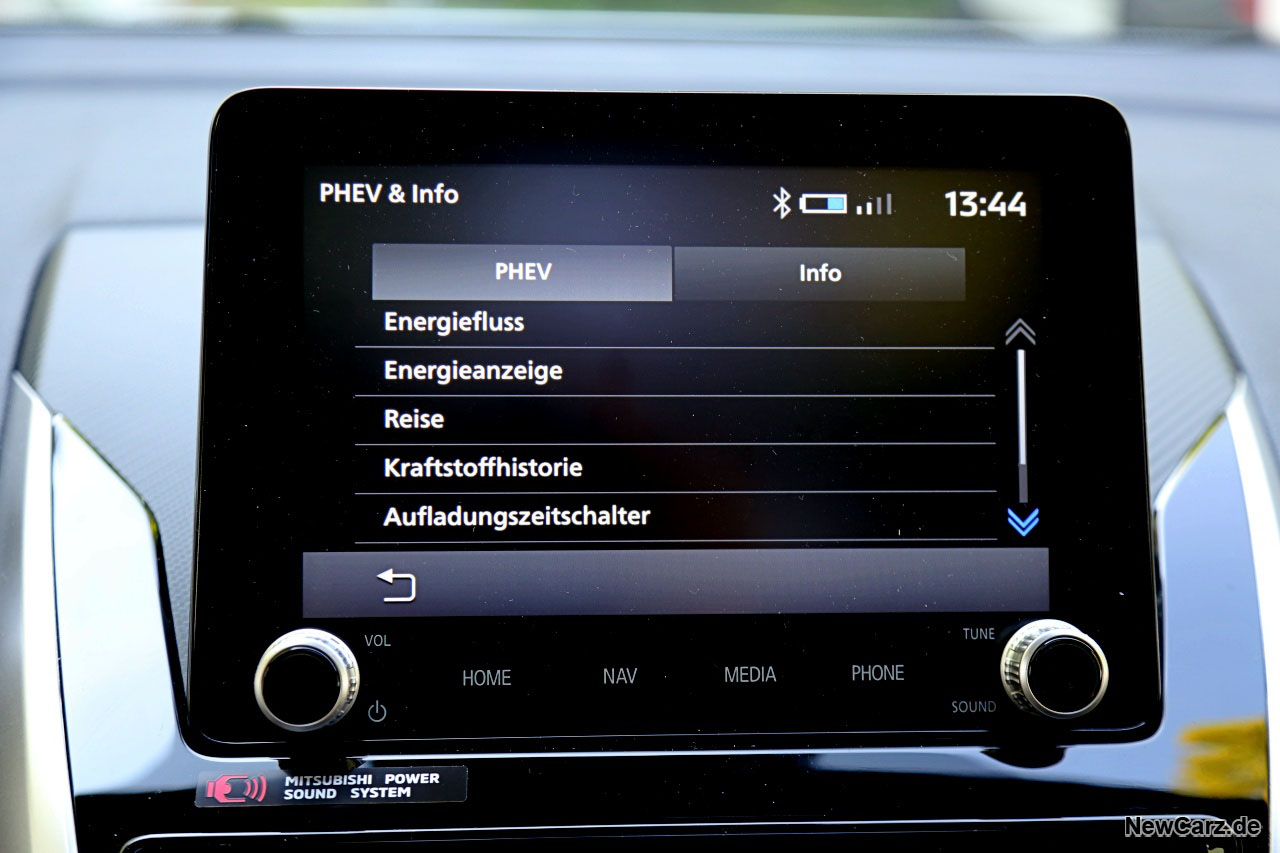 PHEV & Info
13:44
PHEV
Info
Energiefluss
Energieanzeige
Reise
Kraftstoffhistorie
Aufladungszeitschalter
VOL
TUNE
HOME
NAV
MEDIA
PHONE
SOUND
MITSUBISHI POWER
SOUND SYSTEM
NewCarz.de